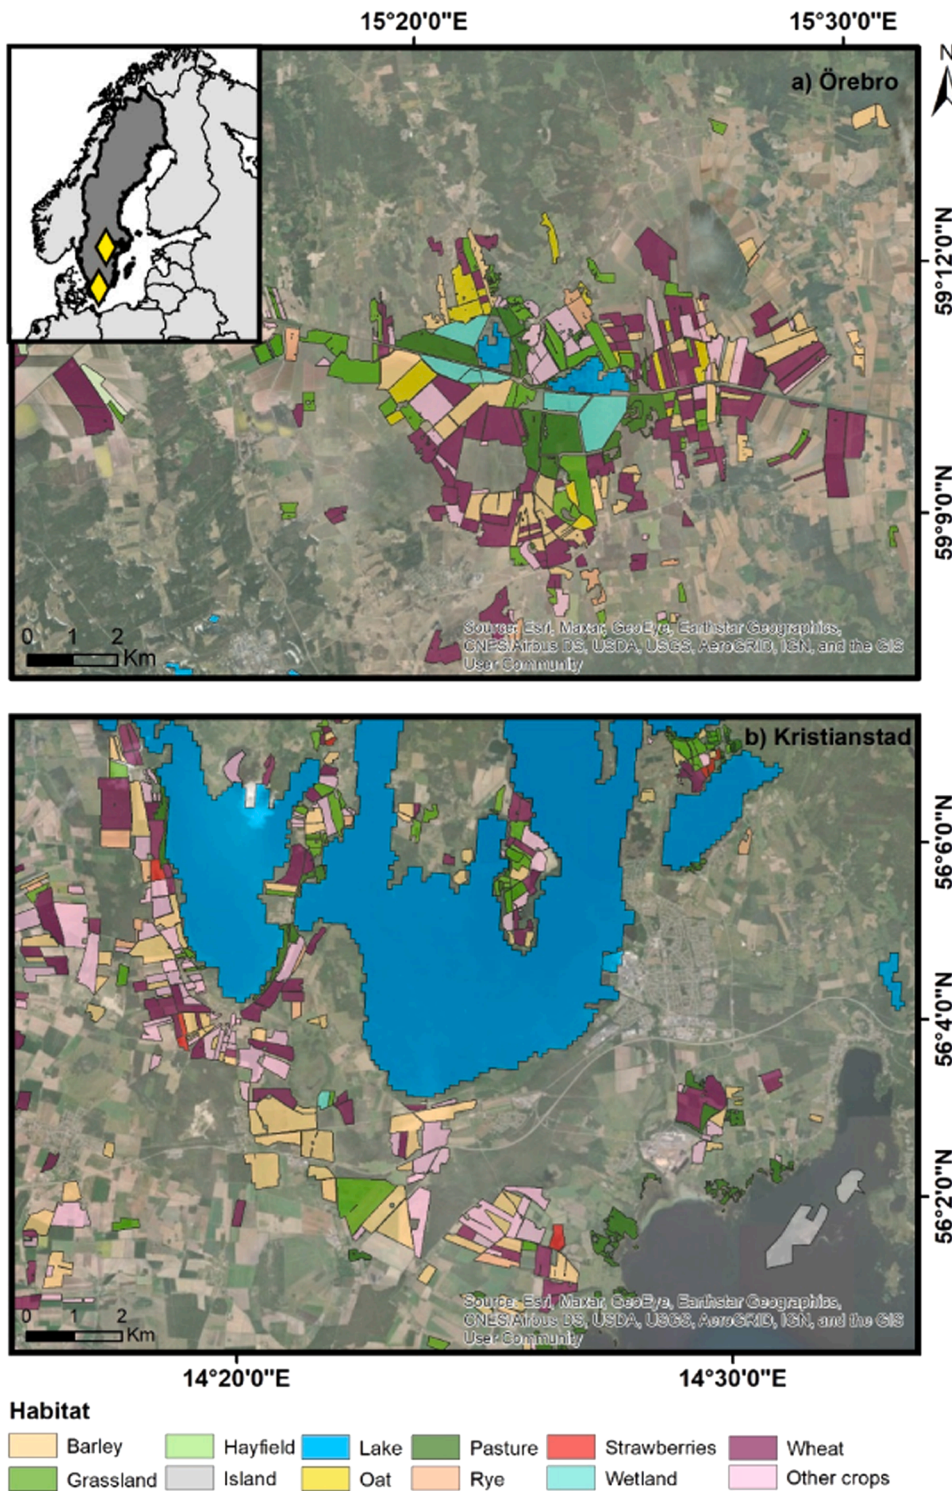 15°20'0"E 15°30'0"E
N
a) Örebro
59°12'0"N
59°9'0"N
0 1 2
Km
Source: Esri, Maxar, GeoEye, Earthstar Geographics,
CNES/Airbus DS, USDA, USGS, AeroGRID, IGN, and the GIS
User Community
b) Kristianstad
56°6'0"N
56°4'0"N
56°2'0"N
0 1 2
Km
Source: Esri, Maxar, GeoEye, Earthstar Geographics,
CNES/Airbus DS, USDA, USGS, AeroGRID, IGN, and the GIS
User Community
14°20'0"E 14°30'0"E
Habitat
Barley Hayfield Lake Pasture Strawberries Wheat
Grassland Island Oat Rye Wetland Other crops